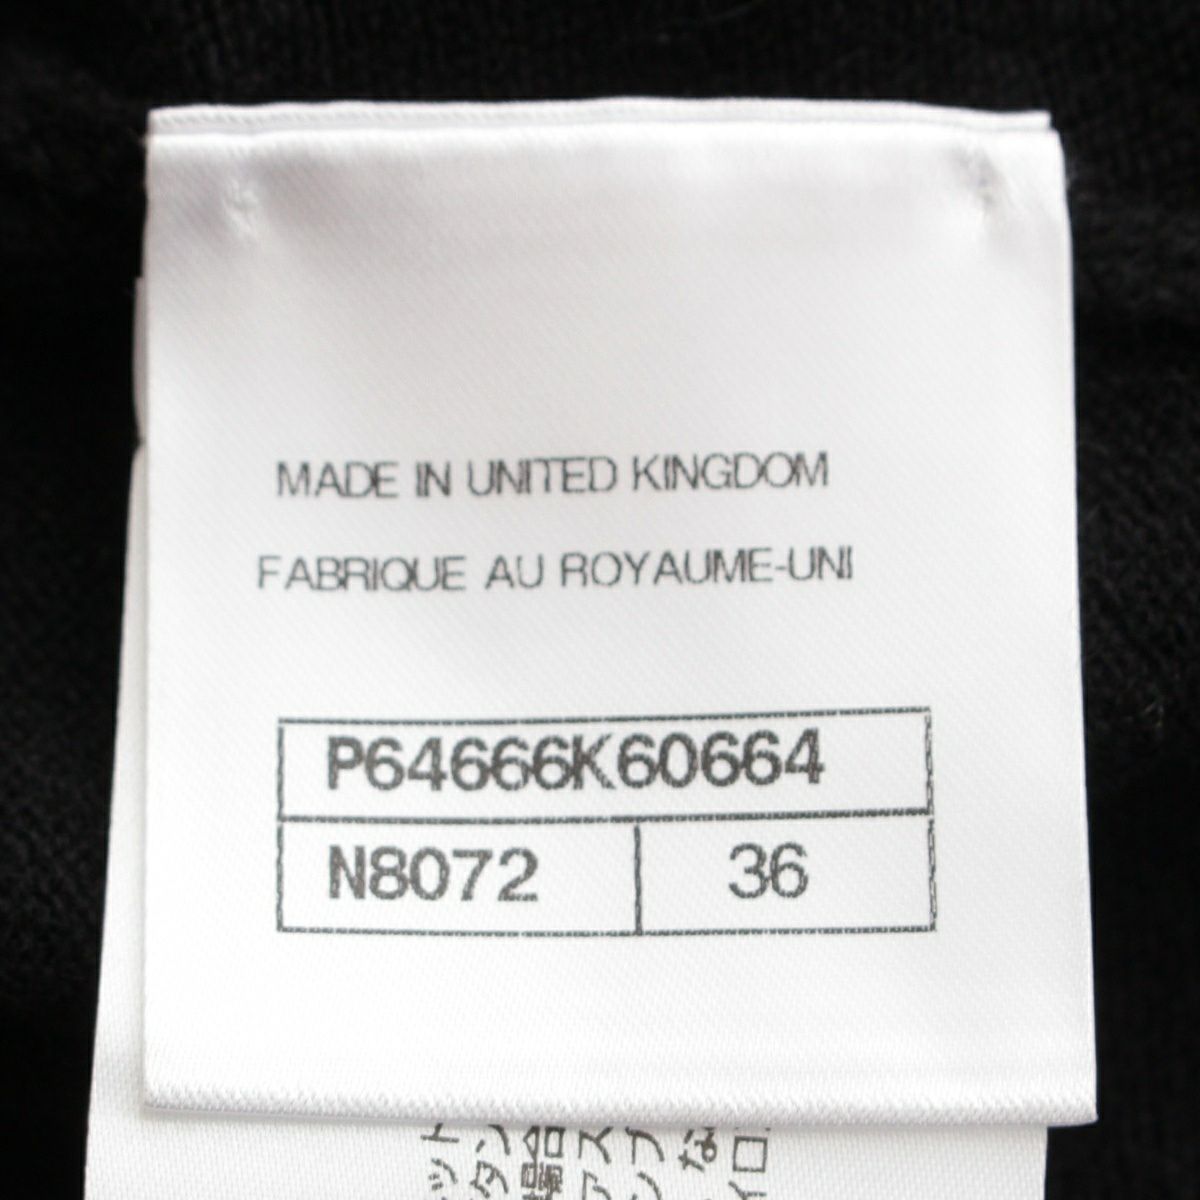 MADE IN UNITED KINGDOM
FABRIQUE AU ROYAUME-UNI
P64666K60664
N8072
36